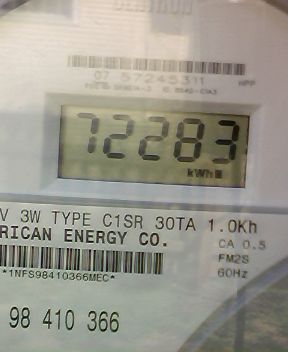 07 57245311
72283
kWh
V 3W TYPE C1SR 30TA 1.0Kh
RICAN ENERGY CO.
CA 0.5
FM2S
60Hz
*1NFS98410366MEC*
98 410 366